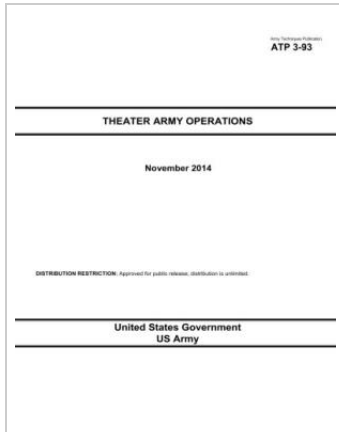 Army Techniques Publication
ATP 3-93
THEATER ARMY OPERATIONS
November 2014
DISTRIBUTION RESTRICTION: Approved for public release; distribution is unlimited.
United States Government
US Army